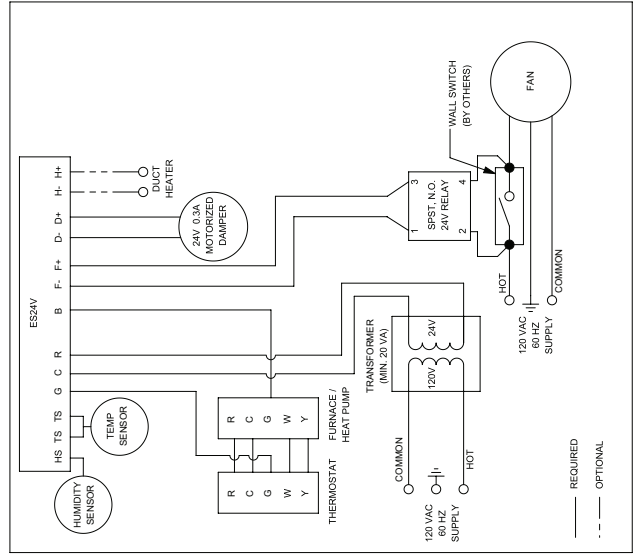 ES24V
HS TS TS G C R B F- F+ D- D+ H- H+
HUMIDITY
SENSOR
TEMP
SENSOR
24V 0.3A
MOTORIZED
DAMPER
DUCT
HEATER
R
C
G
W
Y
THERMOSTAT
R
C
G
W
Y
FURNACE /
HEAT PUMP
TRANSFORMER
(MIN. 20 VA)
120V
24V
COMMON
HOT
120 VAC
60 HZ
SUPPLY
1 3
SPST, N.O.
24V RELAY
2 4
WALL SWITCH
(BY OTHERS)
FAN
HOT
COMMON
120 VAC
60 HZ
SUPPLY
REQUIRED
OPTIONAL